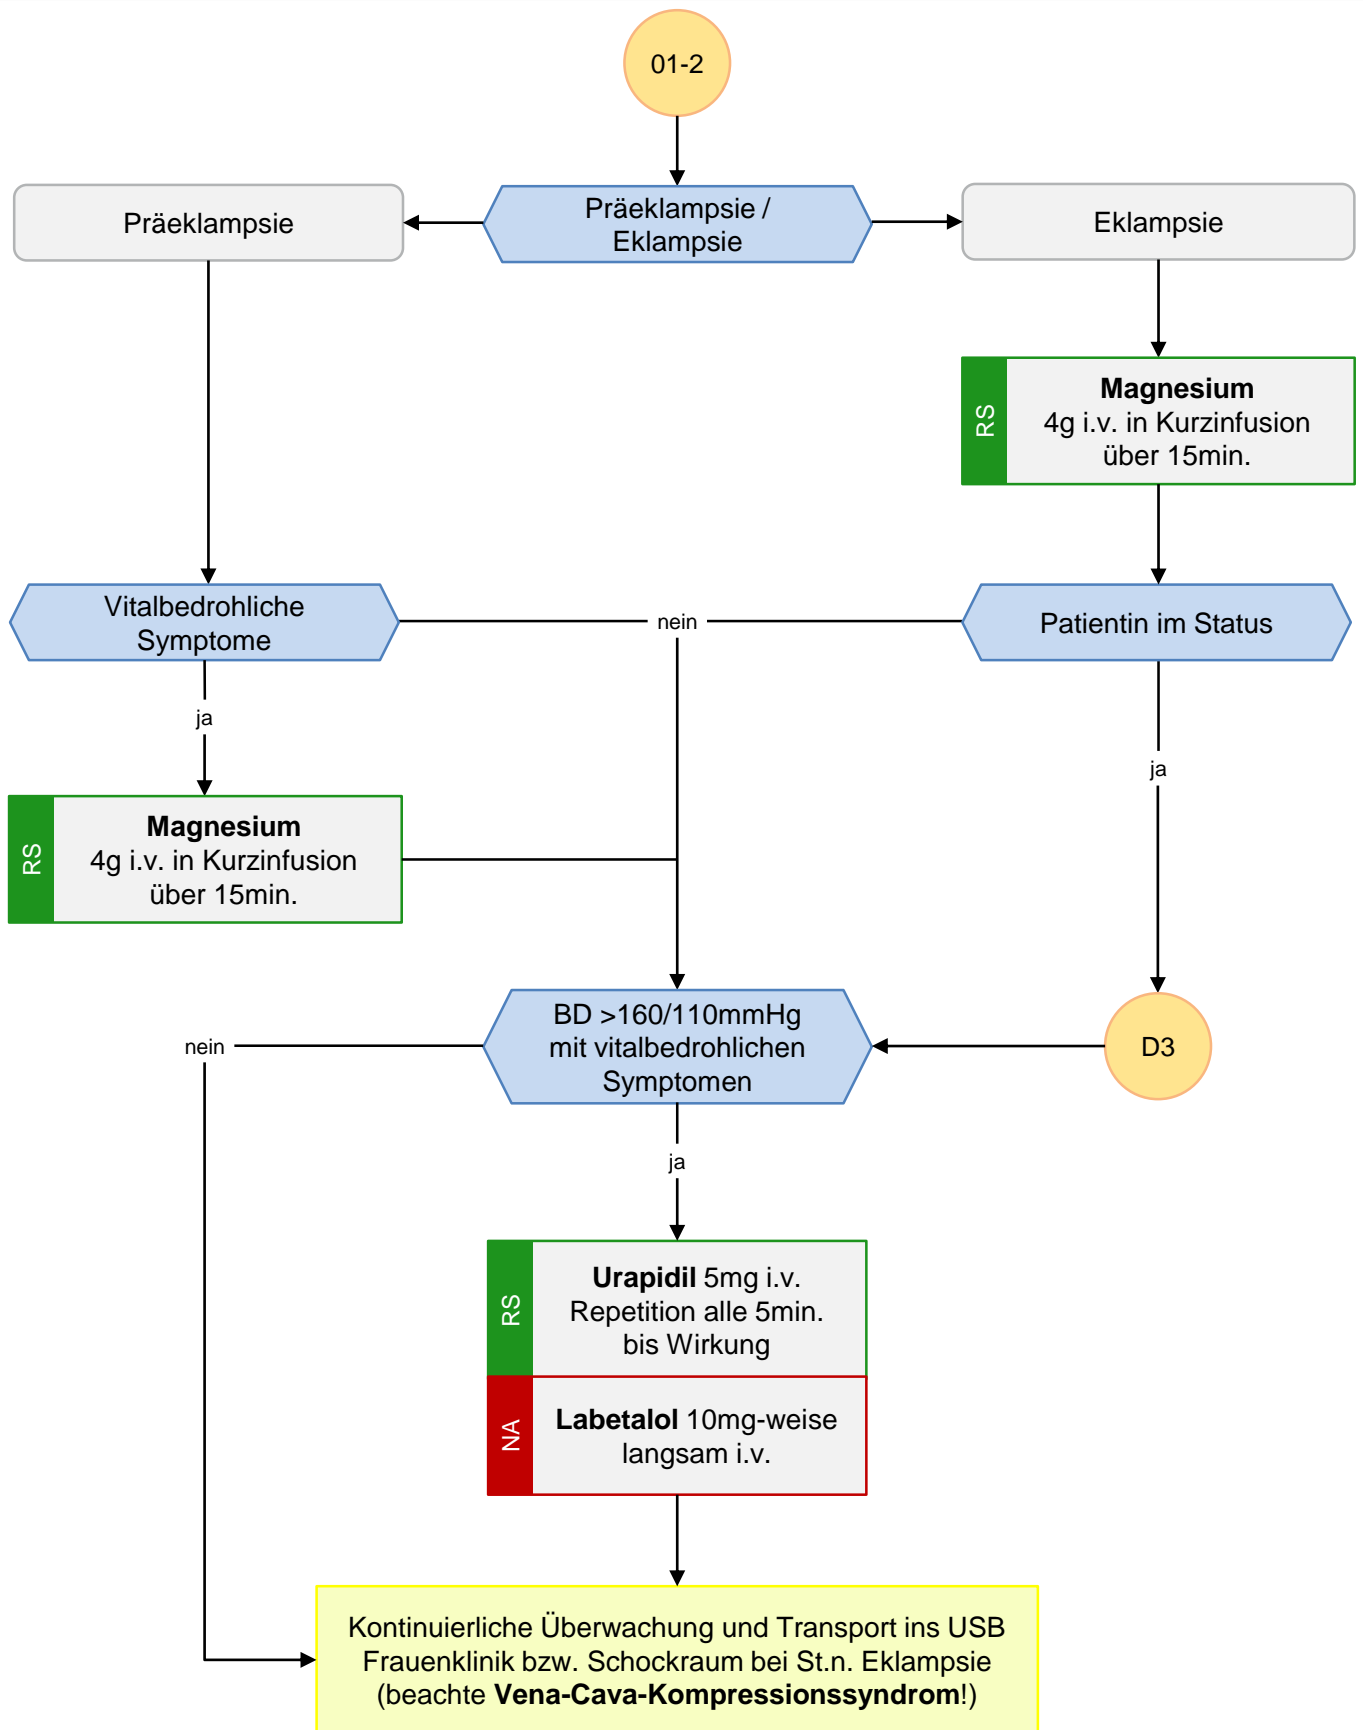 01-2
Präeklampsie
Präeklampsie /
Eklampsie
Eklampsie
RS
Magnesium
4g i.v. in Kurzinfusion
über 15min.
Vitalbedrohliche
Symptome
nein
Patientin im Status
ja
ja
RS
Magnesium
4g i.v. in Kurzinfusion
über 15min.
nein
BD >160/110mmHg
mit vitalbedrohlichen
Symptomen
D3
ja
RS
Urapidil 5mg i.v.
Repetition alle 5min.
bis Wirkung
NA
Labetalol 10mg-weise
langsam i.v.
Kontinuierliche Überwachung und Transport ins USB
Frauenklinik bzw. Schockraum bei St.n. Eklampsie
(beachte Vena-Cava-Kompressionssyndrom!)